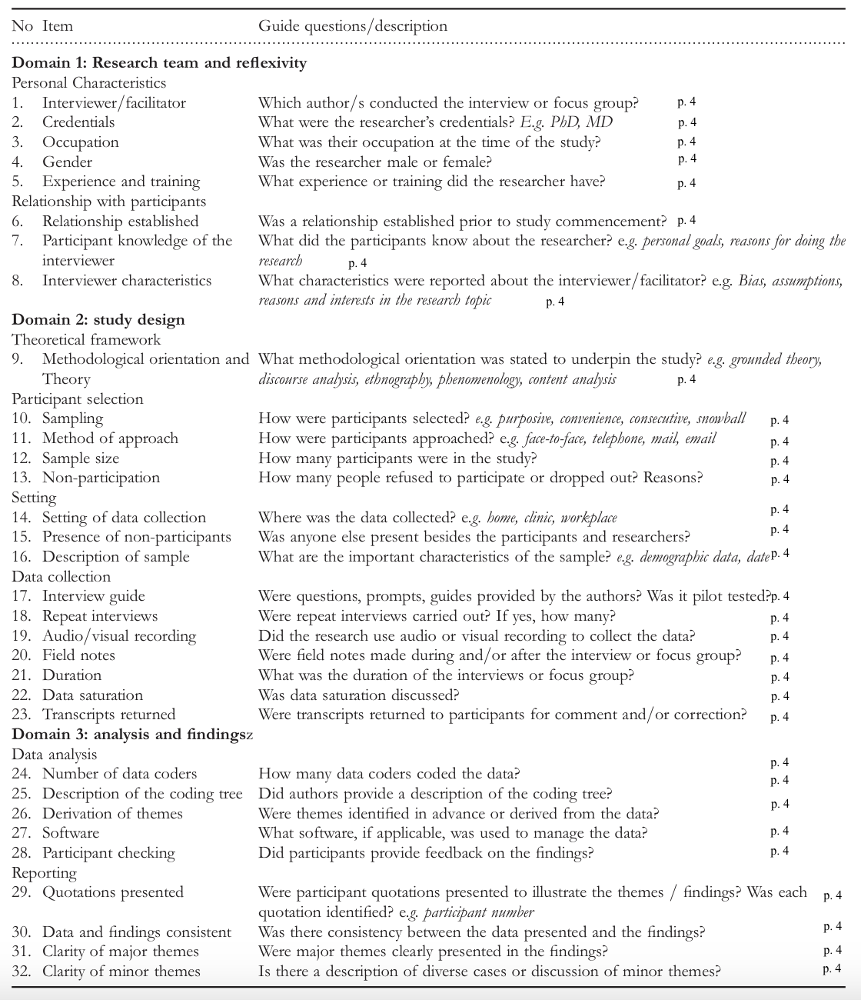 No Item Guide questions/description
Domain 1: Research team and reflexivity
Personal Characteristics
1. Interviewer/facilitator Which author/s conducted the interview or focus group? p. 4
2. Credentials What were the researcher's credentials? E.g. PhD, MD p. 4
3. Occupation What was their occupation at the time of the study? p. 4
4. Gender Was the researcher male or female? p. 4
5. Experience and training What experience or training did the researcher have? p. 4
Relationship with participants
6. Relationship established Was a relationship established prior to study commencement? p. 4
7. Participant knowledge of the What did the participants know about the researcher? e.g. personal goals, reasons for doing the
interviewer research p. 4
8. Interviewer characteristics What characteristics were reported about the interviewer/facilitator? e.g. Bias, assumptions,
reasons and interests in the research topic p. 4
Domain 2: study design
Theoretical framework
9. Methodological orientation and What methodological orientation was stated to underpin the study? e.g. grounded theory,
Theory discourse analysis, ethnography, phenomenology, content analysis p. 4
Participant selection
10. Sampling How were participants selected? e.g. purposive, convenience, consecutive, snowball p. 4
11. Method of approach How were participants approached? e.g. face-to-face, telephone, mail, email p. 4
12. Sample size How many participants were in the study? p. 4
13. Non-participation How many people refused to participate or dropped out? Reasons? p. 4
Setting
14. Setting of data collection Where was the data collected? e.g. home, clinic, workplace p. 4
15. Presence of non-participants Was anyone else present besides the participants and researchers? p. 4
16. Description of sample What are the important characteristics of the sample? e.g. demographic data, date p. 4
Data collection
17. Interview guide Were questions, prompts, guides provided by the authors? Was it pilot tested? p. 4
18. Repeat interviews Were repeat interviews carried out? If yes, how many? p. 4
19. Audio/visual recording Did the research use audio or visual recording to collect the data? p. 4
20. Field notes Were field notes made during and/or after the interview or focus group? p. 4
21. Duration What was the duration of the interviews or focus group? p. 4
22. Data saturation Was data saturation discussed? p. 4
23. Transcripts returned Were transcripts returned to participants for comment and/or correction? p. 4
Domain 3: analysis and findingsz
Data analysis
24. Number of data coders How many data coders coded the data? p. 4
25. Description of the coding tree Did authors provide a description of the coding tree? p. 4
26. Derivation of themes Were themes identified in advance or derived from the data? p. 4
27. Software What software, if applicable, was used to manage the data? p. 4
28. Participant checking Did participants provide feedback on the findings? p. 4
Reporting
29. Quotations presented Were participant quotations presented to illustrate the themes / findings? Was each p. 4
quotation identified? e.g. participant number
30. Data and findings consistent Was there consistency between the data presented and the findings? p. 4
31. Clarity of major themes Were major themes clearly presented in the findings? p. 4
32. Clarity of minor themes Is there a description of diverse cases or discussion of minor themes? p. 4